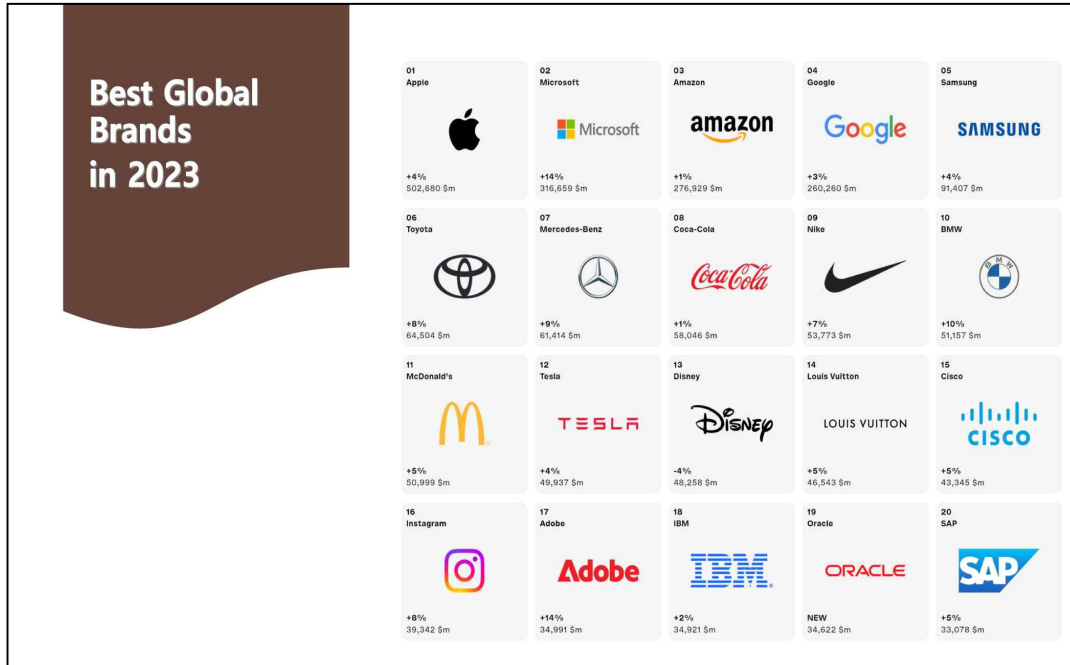 Best Global
Brands
in 2023
01
Apple
+4%
502,680 $m
02
Microsoft
Microsoft
+14%
316,659 $m
03
Amazon
amazon
+1%
276,929 $m
04
Google
Google
+3%
260,260 $m
05
Samsung
SAMSUNG
+4%
91,407 $m
06
Toyota
+8%
64,504 $m
07
Mercedes-Benz
+9%
61,414 $m
08
Coca-Cola
Coca-Cola
+1%
58,046 $m
09
Nike
+7%
53,773 $m
10
BMW
BMW
+10%
51,157 $m
11
McDonald's
+5%
50,999 $m
12
Tesla
TESLA
+4%
49,937 $m
13
Disney
Disney
-4%
48,258 $m
14
Louis Vuitton
LOUIS VUITTON
+5%
46,543 $m
15
Cisco
CISCO
+5%
43,345 $m
16
Instagram
+8%
39,342 $m
17
Adobe
Adobe
+14%
34,991 $m
18
IBM
IBM.
+2%
34,921 $m
19
Oracle
ORACLE
NEW
34,622 $m
20
SAP
SAP
+5%
33,078 $m